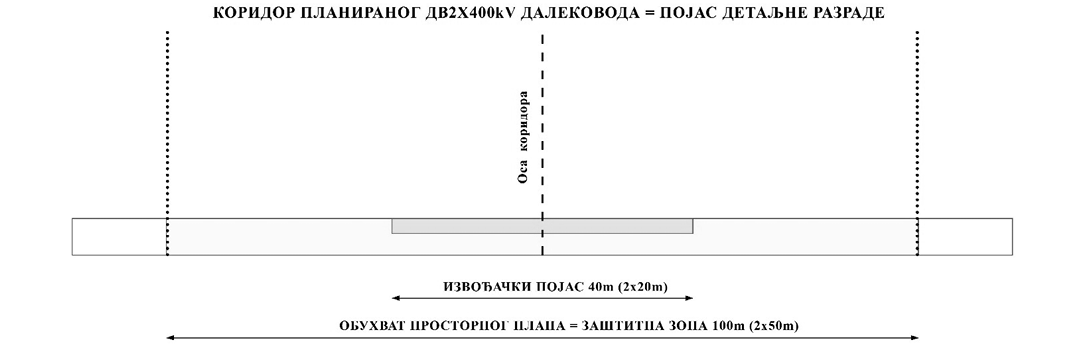 КОРИДОР ПЛАНИРАНОГ ДВ2Х400kV ДАЛЕКОВОДА = ПОЈАС ДЕТАЉНЕ РАЗРАДЕ
Оса коридора
ИЗВОЂАЧКИ ПОЈАС 40m (2x20m)
ОБУХВАТ ПРОСТОРНОГ ПЛАНА = ЗАШТИТНА ЗОНА 100m (2x50m)